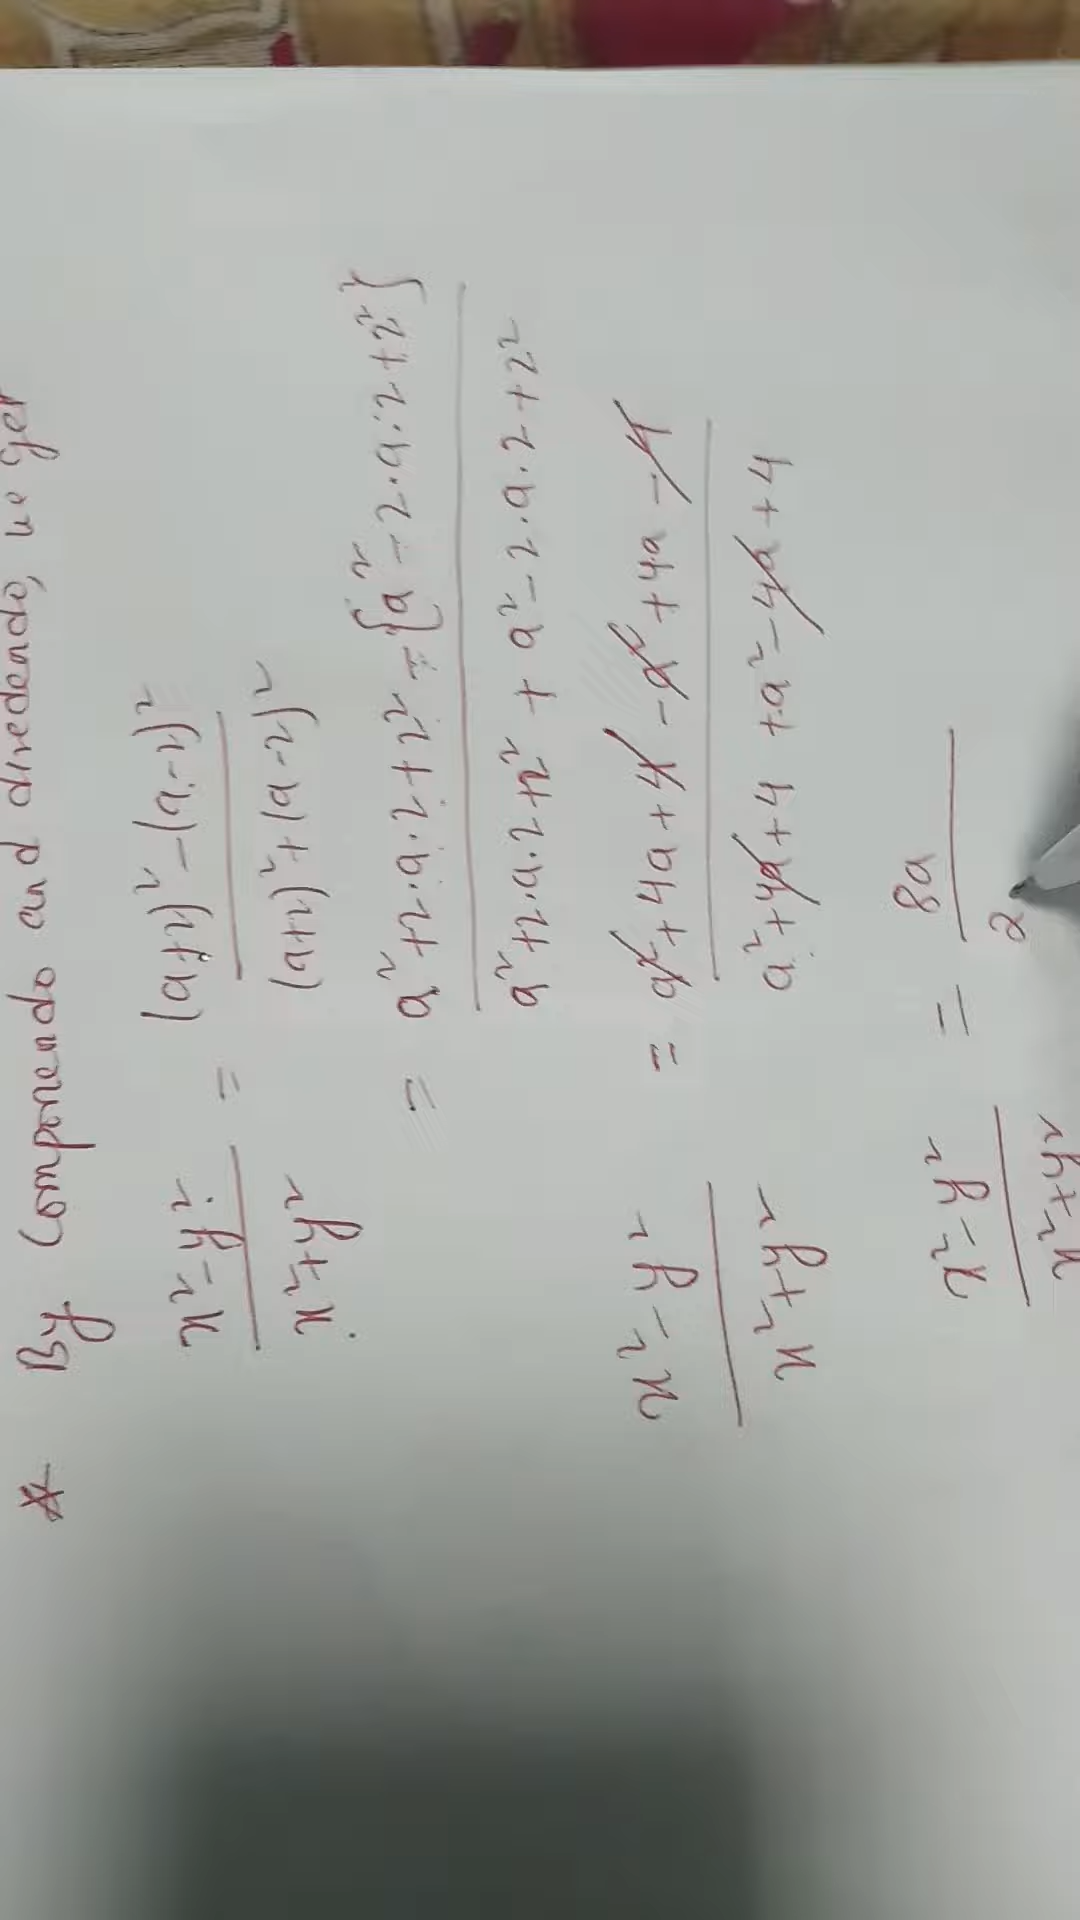 * By Componendo and divedendo, we get
x² - y² / x² + y² = (a+2)² - (a-2)² / (a+2)² + (a-2)²
= a² + 2.a.2 + 2² - {a² - 2.a.2 + 2²} / a² + 2.a.2 + 2² + a² - 2.a.2 + 2²
x² - y² / x² + y² = a² + 4a + 4 - a² + 4a - 4 / a² + 4a + 4 + a² - 4a + 4
x² - y² / x² + y² = 8a / 2